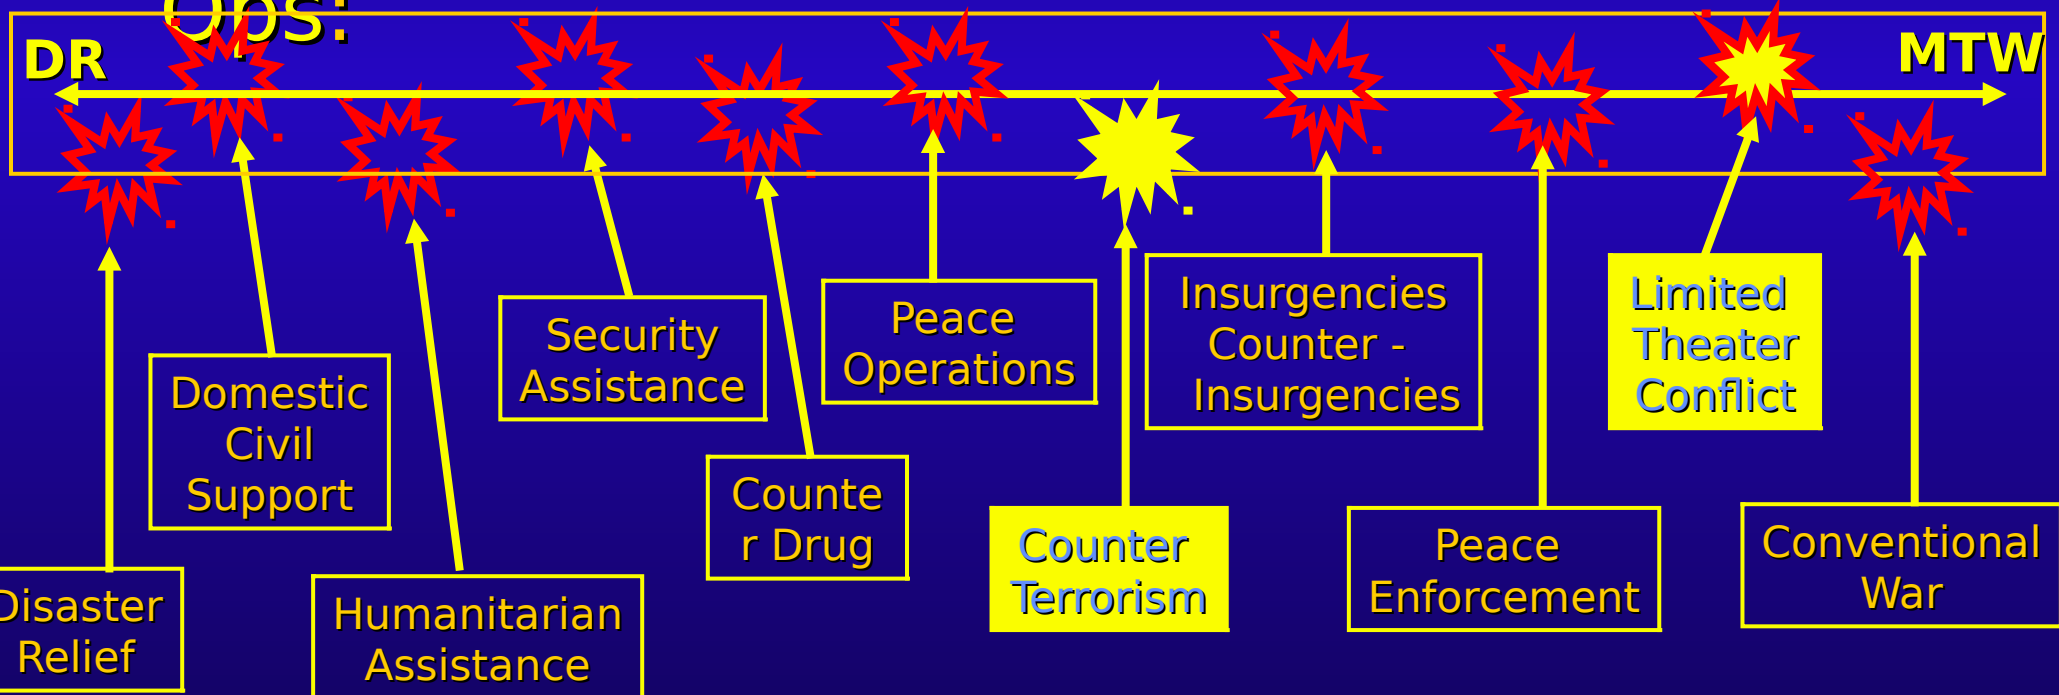 Ops:
DR
MTW
Disaster
Relief
Domestic
Civil
Support
Humanitarian
Assistance
Security
Assistance
Counte
r Drug
Peace
Operations
Counter
Terrorism
Insurgencies
Counter -
Insurgencies
Peace
Enforcement
Limited
Theater
Conflict
Conventional
War